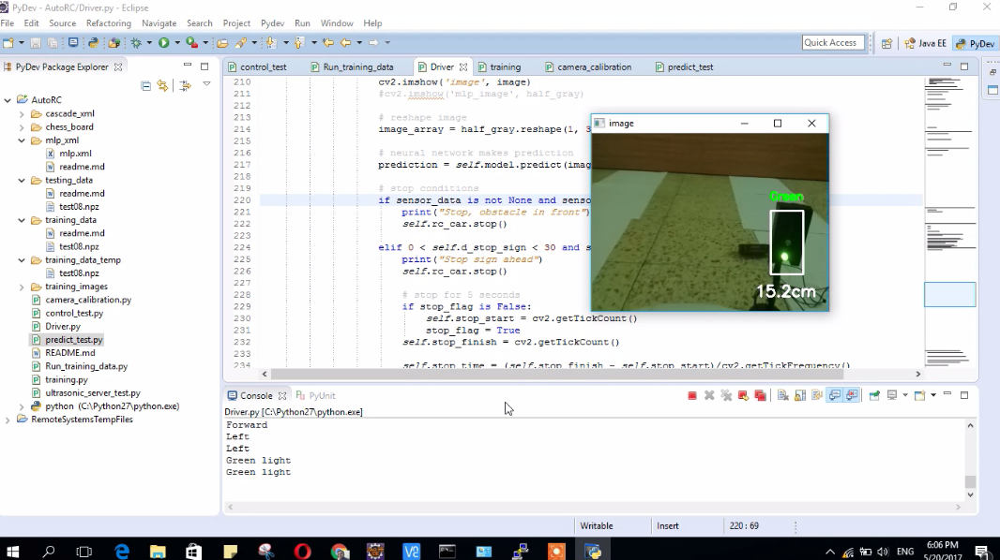 PyDev - AutoRC/Driver.py - Eclipse
File Edit Source Refactoring Navigate Search Project Pydev Run Window Help
Quick Access
Java EE
PyDev
PyDev Package Explorer
AutoRC
cascade_xml
chess_board
mlp_xml
mlp.xml
readme.md
testing_data
readme.md
test08.npz
training_data
readme.md
test08.npz
training_data_temp
test08.npz
training_images
camera_calibration.py
control_test.py
Driver.py
predict_test.py
README.md
Run_training_data.py
training.py
ultrasonic_server_test.py
python (C:\Python27\python.exe)
RemoteSystemsTempFiles
control_test Run_training_data Driver training camera_calibration predict_test
210 cv2.imshow('image', image)
211 #cv2.imshow('mlp_image', half_gray)
212
213 # reshape image
214 image_array = half_gray.reshape(1, 3
215
216 # neural network makes prediction
217 prediction = self.model.predict(imag
218
219 # stop conditions
220 if sensor_data is not None and senso
221 print("Stop, obstacle in front")
222 self.rc_car.stop()
223
224 elif 0 < self.d_stop_sign < 30 and s
225 print("Stop sign ahead")
226 self.rc_car.stop()
227
228 # stop for 5 seconds
229 if stop_flag is False:
230 self.stop_start = cv2.getTickCount()
231 stop_flag = True
232 self.stop_finish = cv2.getTickCount()
233
234 self.stop_time = (self.stop_finish - self.stop_start)/cv2.getTickFrequency()
image
Green
15.2cm
Console PyUnit
Driver.py [C:\Python27\python.exe]
Forward
Left
Left
Green light
Green light
Writable Insert 220 : 69
ENG
6:06 PM
5/20/2017